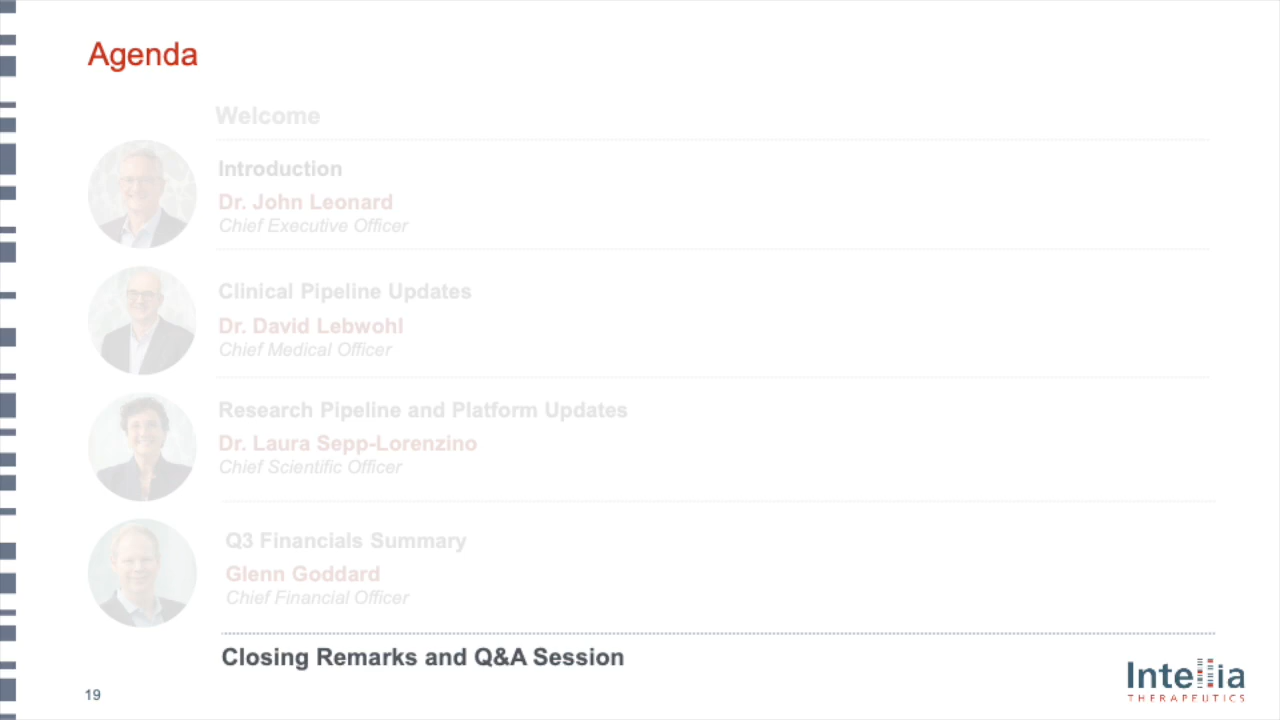 Agenda
Welcome
Introduction
Dr. John Leonard
Chief Executive Officer
Clinical Pipeline Updates
Dr. David Lebwohl
Chief Medical Officer
Research Pipeline and Platform Updates
Dr. Laura Sepp-Lorenzino
Chief Scientific Officer
Q3 Financials Summary
Glenn Goddard
Chief Financial Officer
Closing Remarks and Q&A Session
19
Intellia
THERAPEUTICS